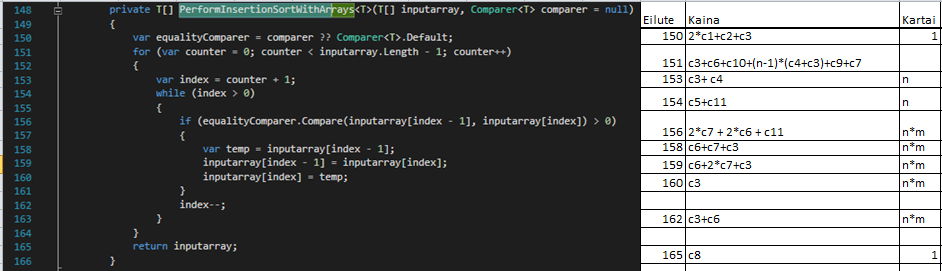 148 private T[] PerformInsertionSortWithArrays<T>(T[] inputarray, Comparer<T> comparer = null)
149 {
150 var equalityComparer = comparer ?? Comparer<T>.Default;
151 for (var counter = 0; counter < inputarray.Length - 1; counter++)
152 {
153 var index = counter + 1;
154 while (index > 0)
155 {
156 if (equalityComparer.Compare(inputarray[index - 1], inputarray[index]) > 0)
157 {
158 var temp = inputarray[index - 1];
159 inputarray[index - 1] = inputarray[index];
160 inputarray[index] = temp;
161 }
162 index--;
163 }
164 }
165 return inputarray;
166 }
Eilute Kaina Kartai
150 2*c1+c2+c3 1
151 c3+c6+c10+(n-1)*(c4+c3)+c9+c7
153 c3+ c4 n
154 c5+c11 n
156 2*c7 + 2*c6 + c11 n*m
158 c6+c7+c3 n*m
159 c6+2*c7+c3 n*m
160 c3 n*m
162 c3+c6 n*m
165 c8 1